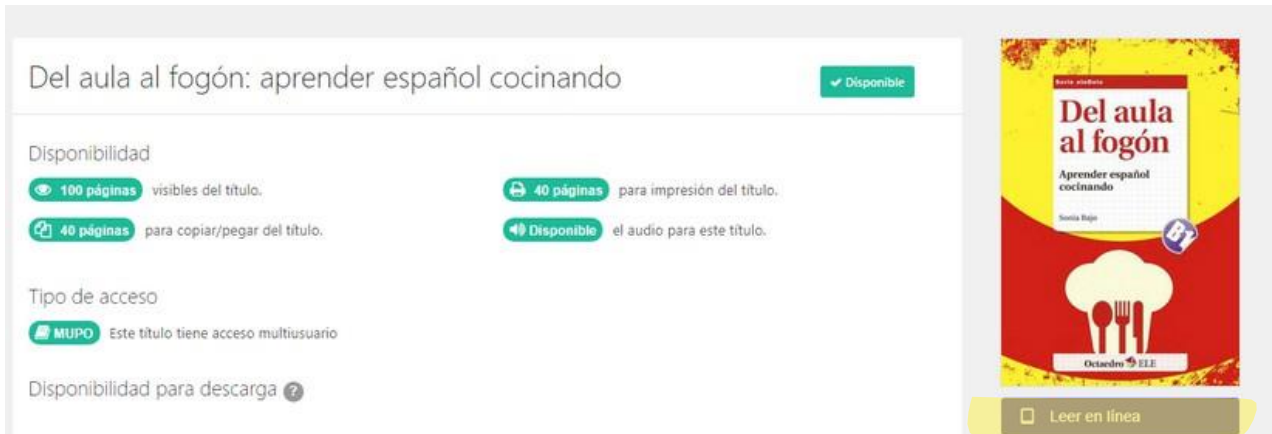 Del aula al fogón: aprender español cocinando
Disponible
Disponibilidad
100 páginas visibles del título.
40 páginas para impresión del título.
40 páginas para copiar/pegar del título.
Disponible el audio para este título.
Tipo de acceso
MUPO Este título tiene acceso multiusuario
Disponibilidad para descarga ?
Del aula
al fogón
Aprender español
cocinando
Sonia Bajo
B1
Octaedro ELE
Leer en línea